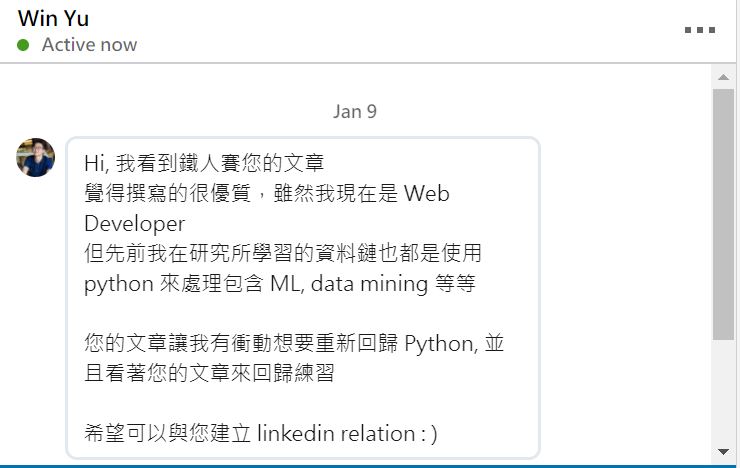 Win Yu
Active now
Jan 9
Hi, 我看到鐵人賽您的文章
覺得撰寫的很優質，雖然我現在是 Web
Developer
但先前我在研究所學習的資料鏈也都是使用
python 來處理包含 ML, data mining 等等
您的文章讓我有衝動想要重新回歸 Python, 並
且看著您的文章來回歸練習
希望可以與您建立 linkedin relation : )